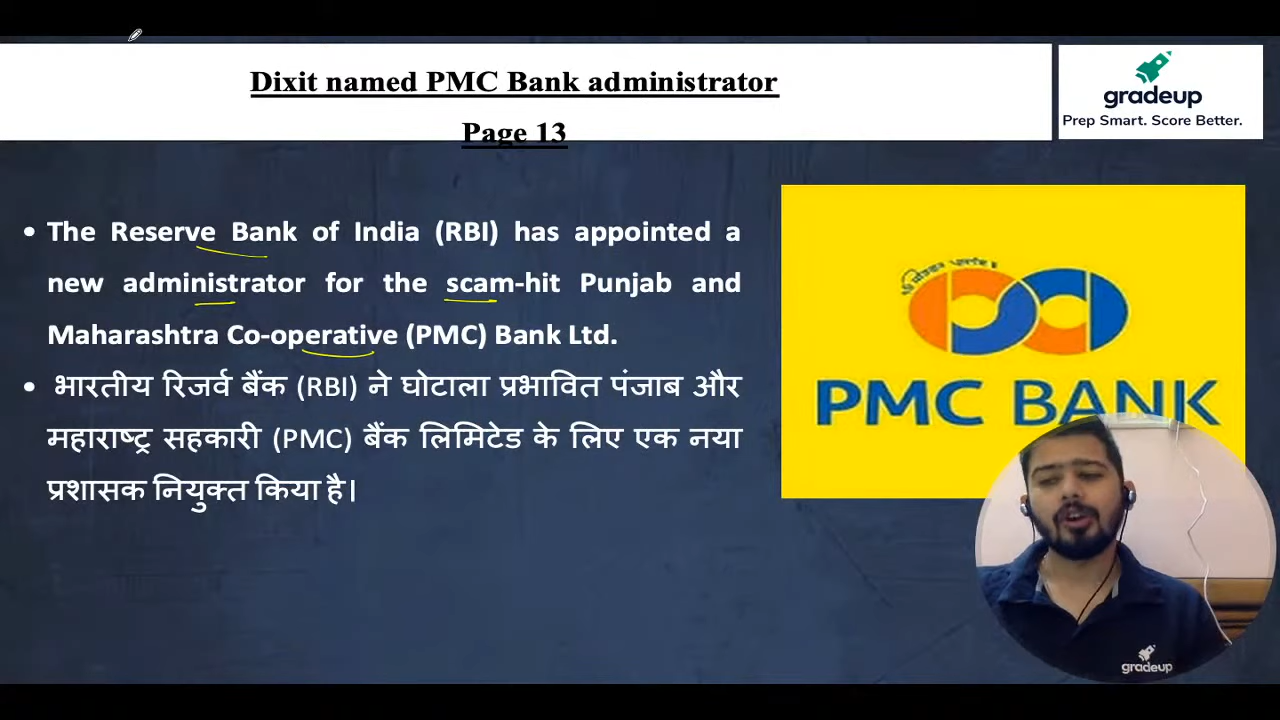 Dixit named PMC Bank administrator
Page 13
gradeup
Prep Smart. Score Better.
• The Reserve Bank of India (RBI) has appointed a
new administrator for the scam-hit Punjab and
Maharashtra Co-operative (PMC) Bank Ltd.
• भारतीय रिजर्व बैंक (RBI) ने घोटाला प्रभावित पंजाब और
महाराष्ट्र सहकारी (PMC) बैंक लिमिटेड के लिए एक नया
प्रशासक नियुक्त किया है।
PMC BANK
gradeup